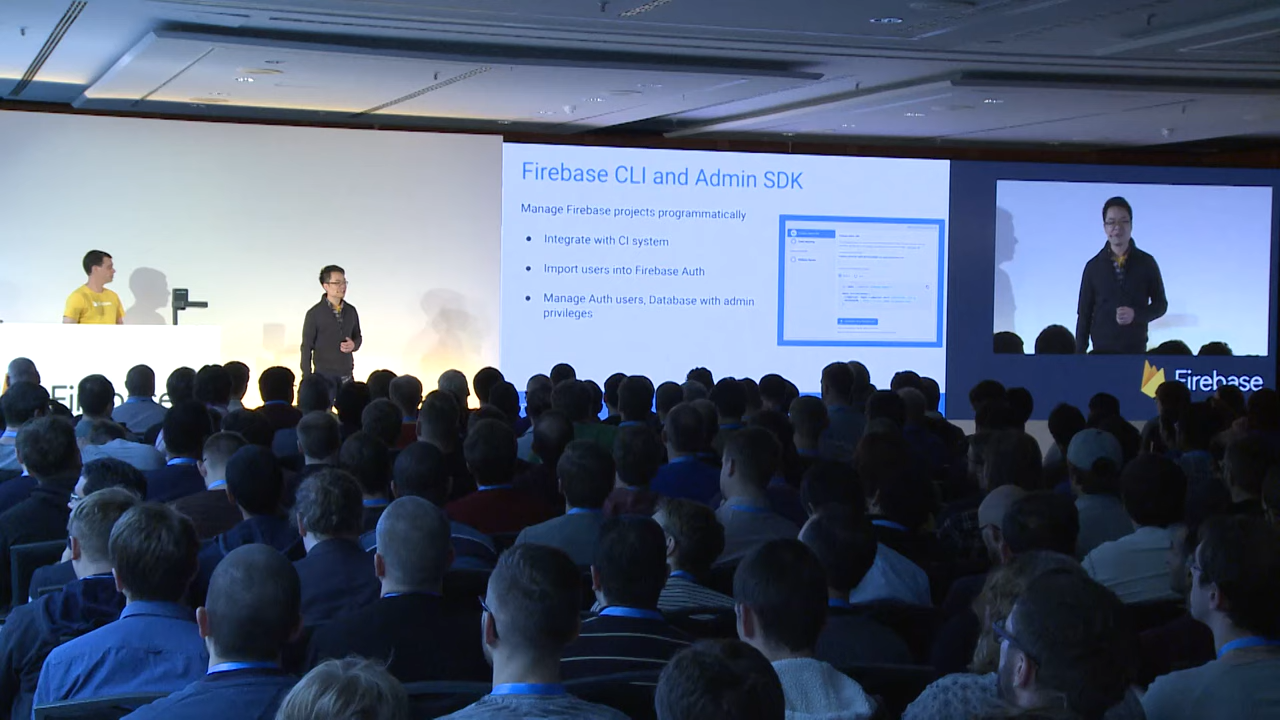 Firebase CLI and Admin SDK
Manage Firebase projects programmatically
● Integrate with CI system
● Import users into Firebase Auth
● Manage Auth users, Database with admin
privileges
Firebase